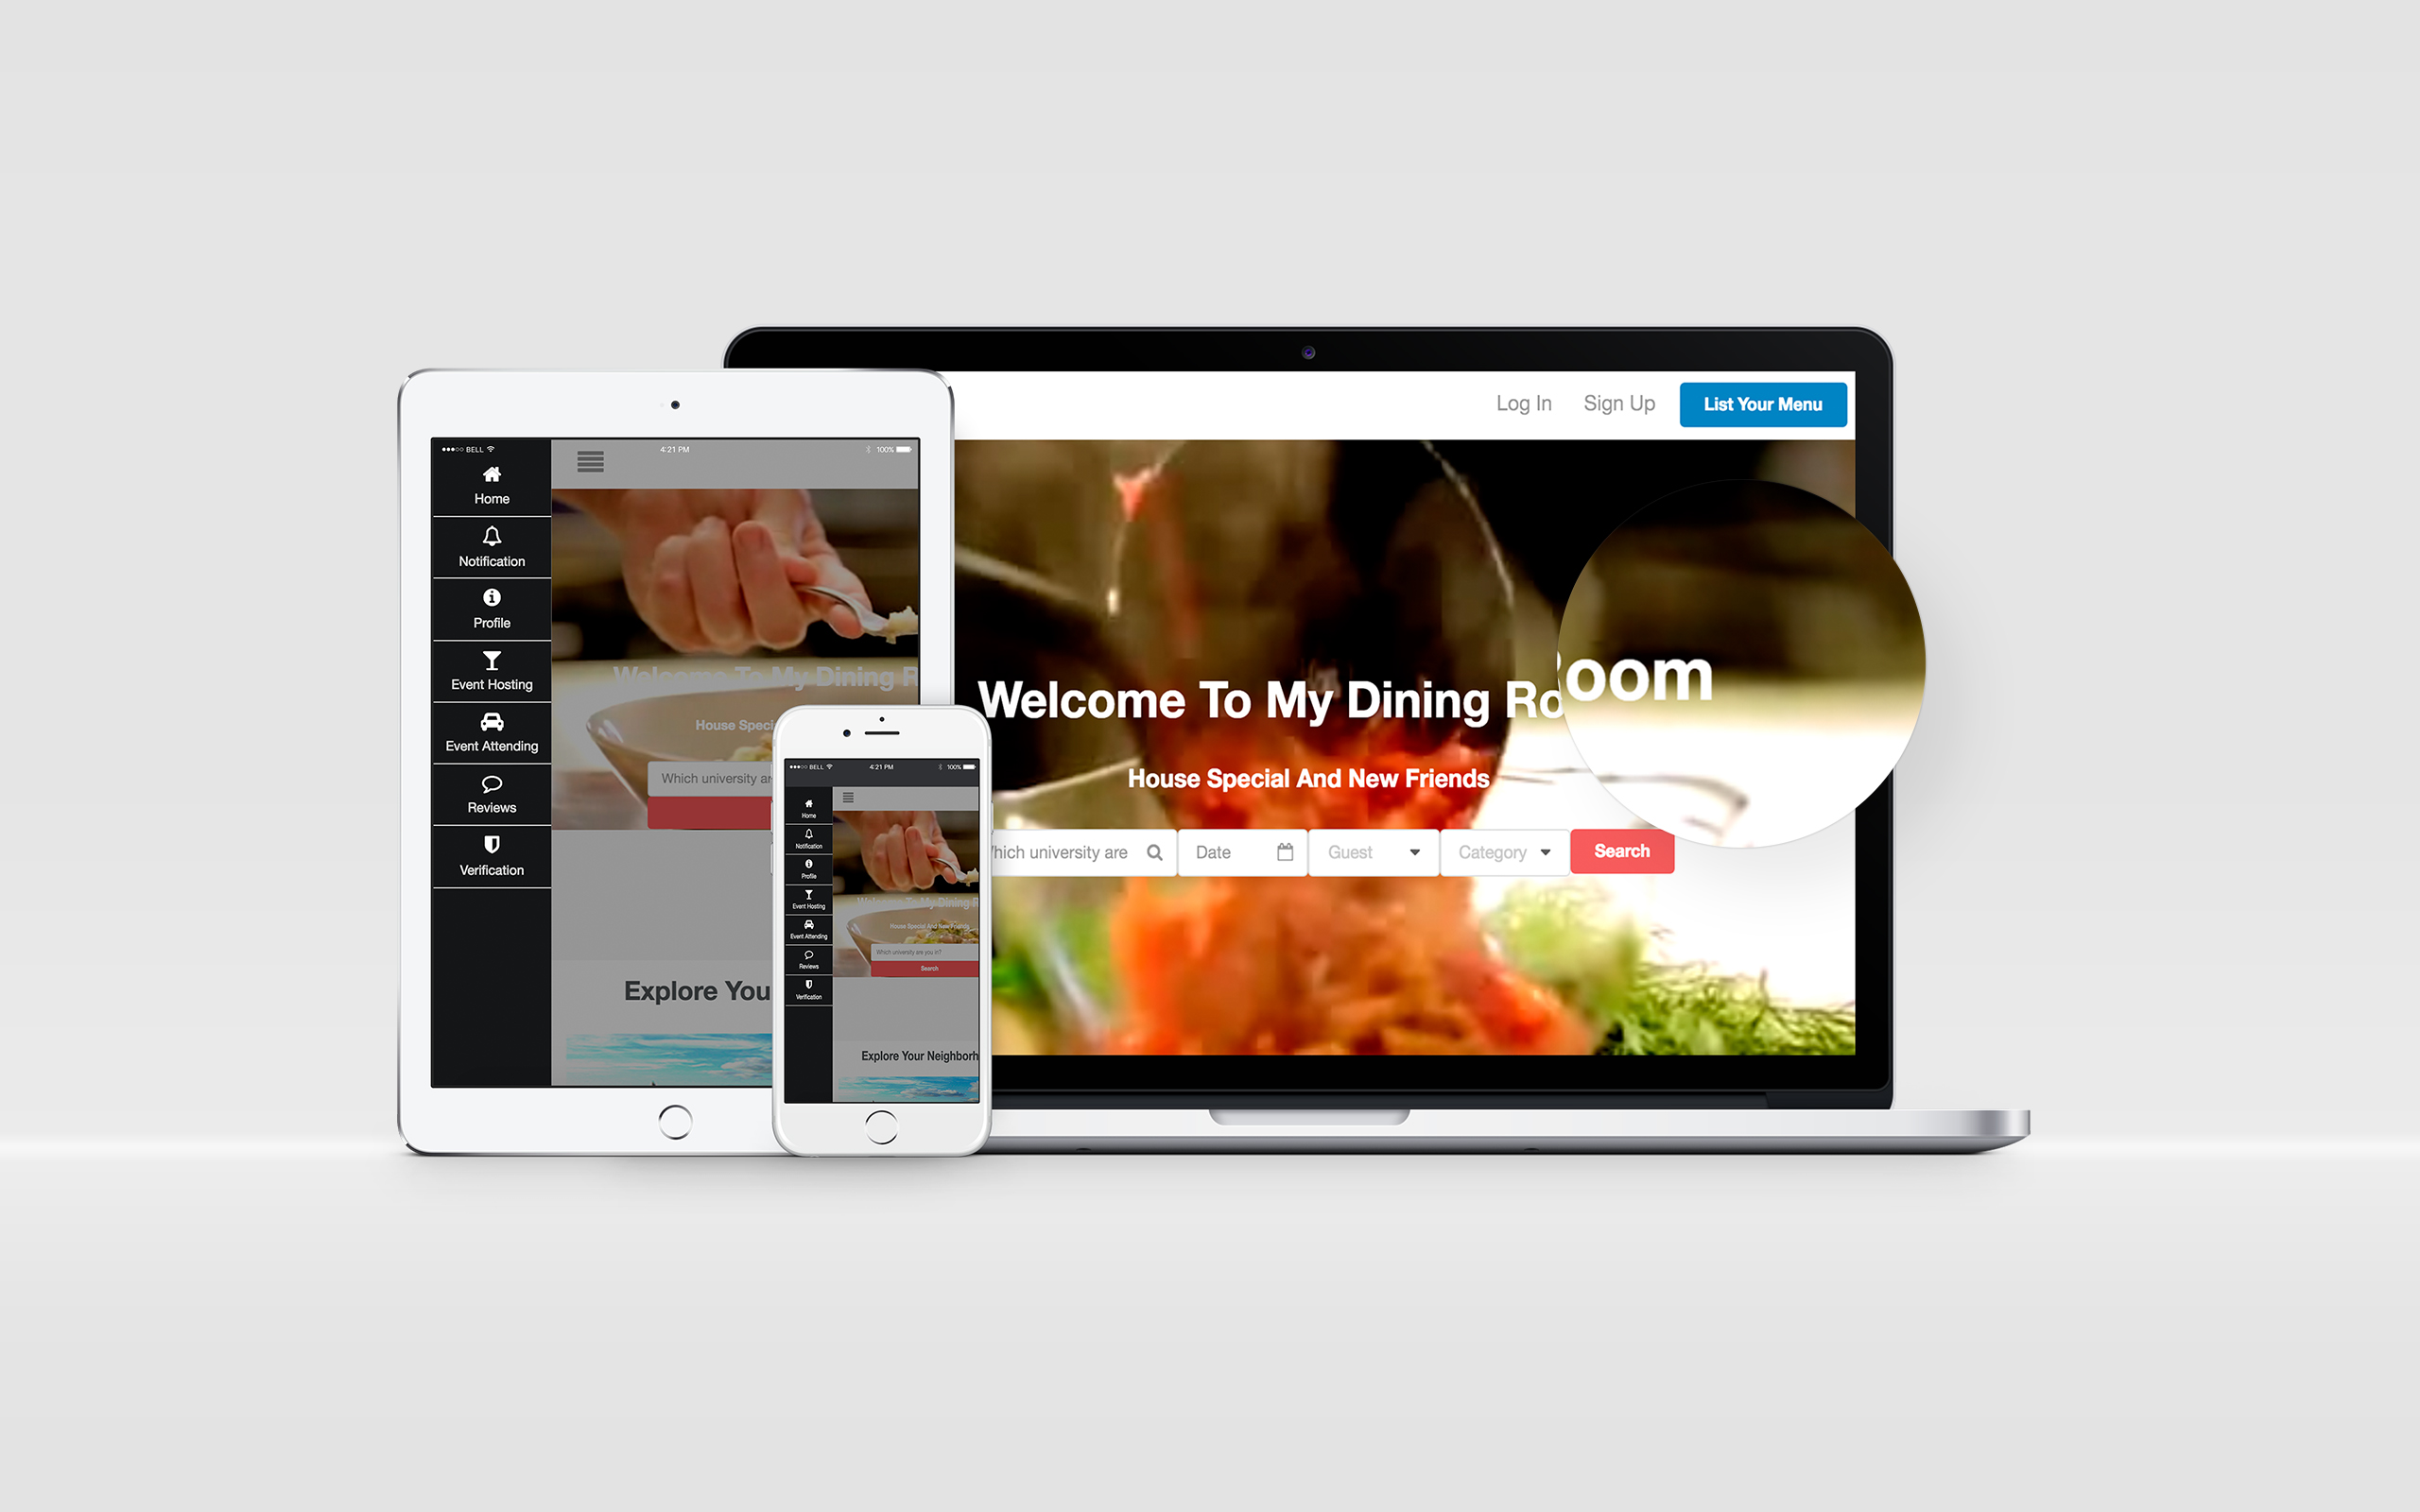 ●●●○○ BELL 4:21 PM 100%
Home
Notification
Profile
Event Hosting
Event Attending
Reviews
Verification
Welcome To My Dining R
House Speci
Which university ar
Explore You
●●●○○ BELL 4:21 PM 100%
Home
Notification
Profile
Event Hosting
Event Attending
Reviews
Verification
Welcome To My Dining R
House Special And New Friends
Which university are you in?
Search
Explore Your Neighborh
Log In Sign Up List Your Menu
Welcome To My Dining Room
House Special And New Friends
hich university are Date Guest Category Search